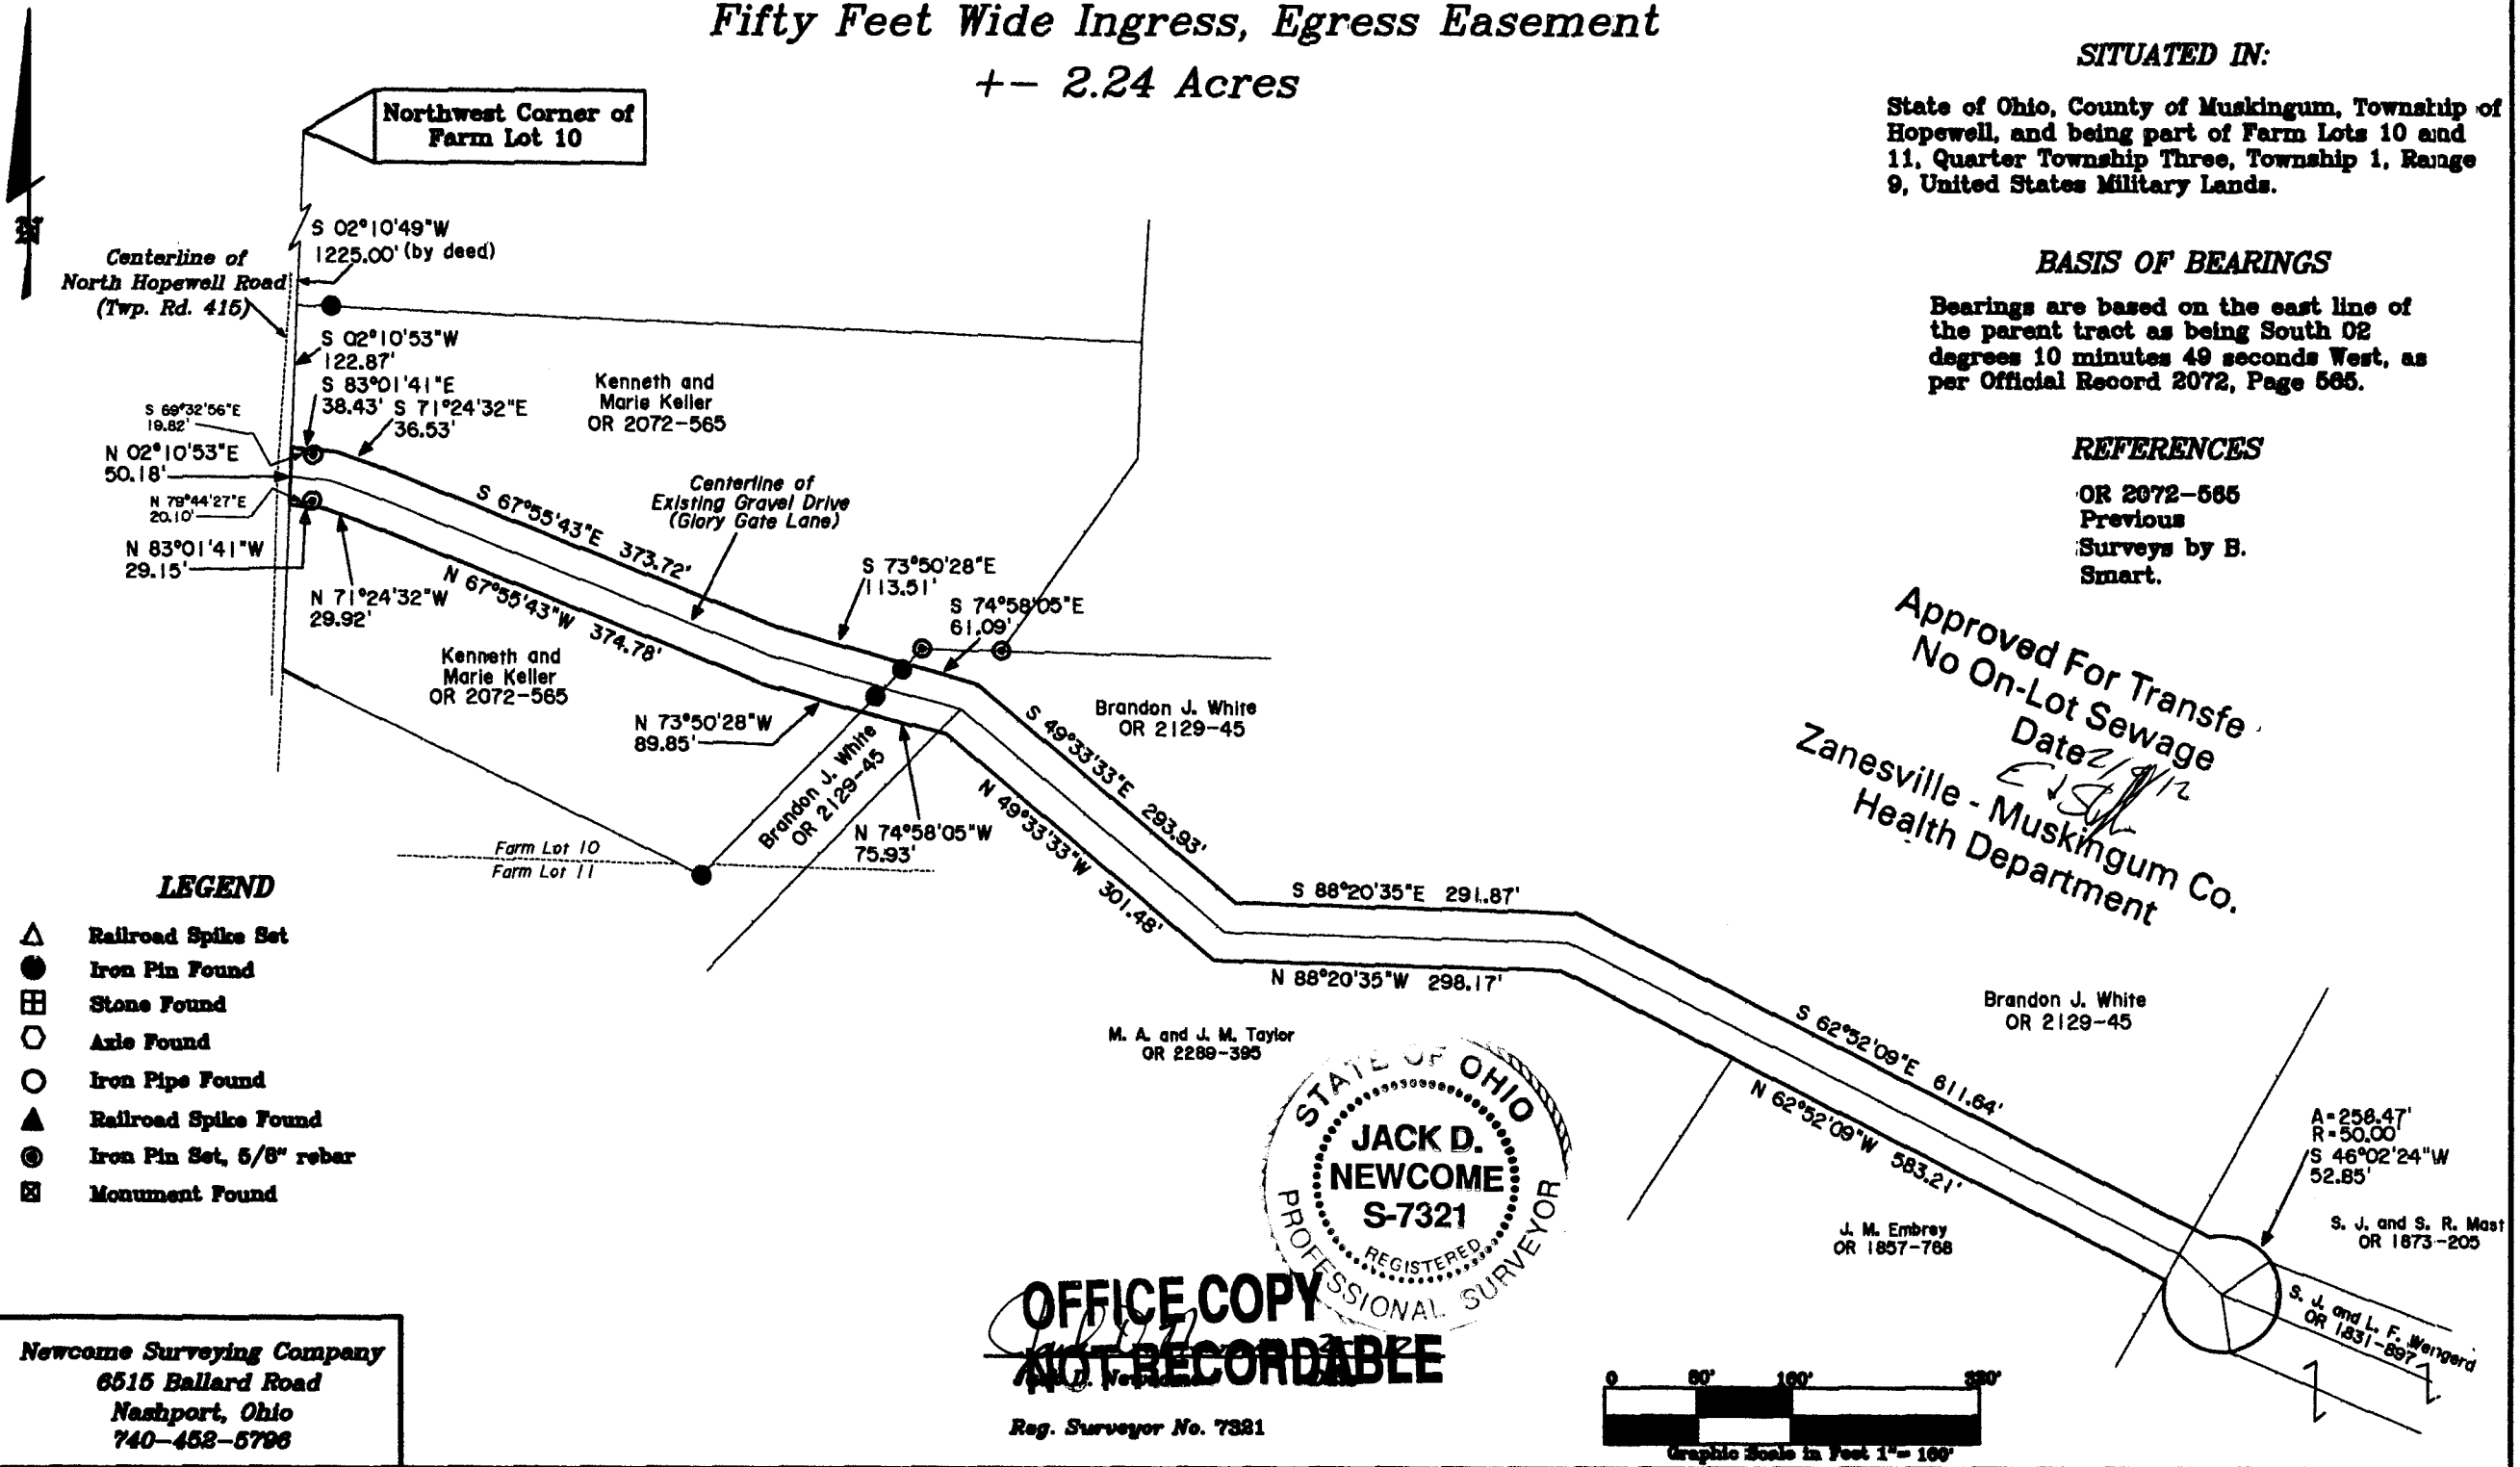 Fifty Feet Wide Ingress, Egress Easement
+- 2.24 Acres
SITUATED IN:
State of Ohio, County of Muskingum, Township of
Hopewell, and being part of Farm Lots 10 and
11, Quarter Township Three, Township 1, Range
9, United States Military Lands.
BASIS OF BEARINGS
Bearings are based on the east line of
the parent tract as being South 02
degrees 10 minutes 49 seconds West, as
per Official Record 2072, Page 565.
REFERENCES
OR 2072-565
Previous
Surveys by B.
Smart.
Approved For Transfe
No On-Lot Sewage
Date
Zanesville - Muskingum Co.
Health Department
N
Northwest Corner of
Farm Lot 10
S 02°10'49"W
1225.00' (by deed)
Centerline of
North Hopewell Road
(Twp. Rd. 415)
S 02°10'53"W
122.87'
S 83°01'41"E
38.43'
S 71°24'32"E
36.53'
S 69°32'56"E
19.82'
N 02°10'53"E
50.18'
N 79°44'27"E
20.10'
N 83°01'41"W
29.15'
N 71°24'32"W
29.92'
Kenneth and
Marie Keller
OR 2072-565
S 67°55'43"E 373.72'
Centerline of
Existing Gravel Drive
(Glory Gate Lane)
N 67°55'43"W 374.78'
S 73°50'28"E
113.51'
S 74°58'05"E
61.09'
Kenneth and
Marie Keller
OR 2072-565
N 73°50'28"W
89.85'
Brandon J. White
OR 2129-45
Brandon J. White
OR 2129-45
N 74°58'05"W
75.93'
S 49°33'33"E 293.93'
N 49°33'33"W 301.48'
Farm Lot 10
Farm Lot 11
S 88°20'35"E 291.87'
N 88°20'35"W 298.17'
M. A. and J. M. Taylor
OR 2289-395
Brandon J. White
OR 2129-45
S 62°52'09"E 611.64'
N 62°52'09"W 583.21'
A=258.47'
R=50.00'
S 46°02'24"W
52.85'
J. M. Embrey
OR 1857-768
S. J. and S. R. Mast
OR 1873-205
S. J. and L. F. Wengerd
OR 1831-897
LEGEND
Railroad Spike Set
Iron Pin Found
Stone Found
Axle Found
Iron Pipe Found
Railroad Spike Found
Iron Pin Set, 5/8" rebar
Monument Found
STATE OF OHIO
JACK D.
NEWCOME
S-7321
REGISTERED
PROFESSIONAL SURVEYOR
OFFICE COPY
NOT RECORDABLE
Reg. Surveyor No. 7321
Newcome Surveying Company
6515 Ballard Road
Nashport, Ohio
740-452-5796
0 80' 160' 320'
Graphic Scale in Feet 1"= 160'